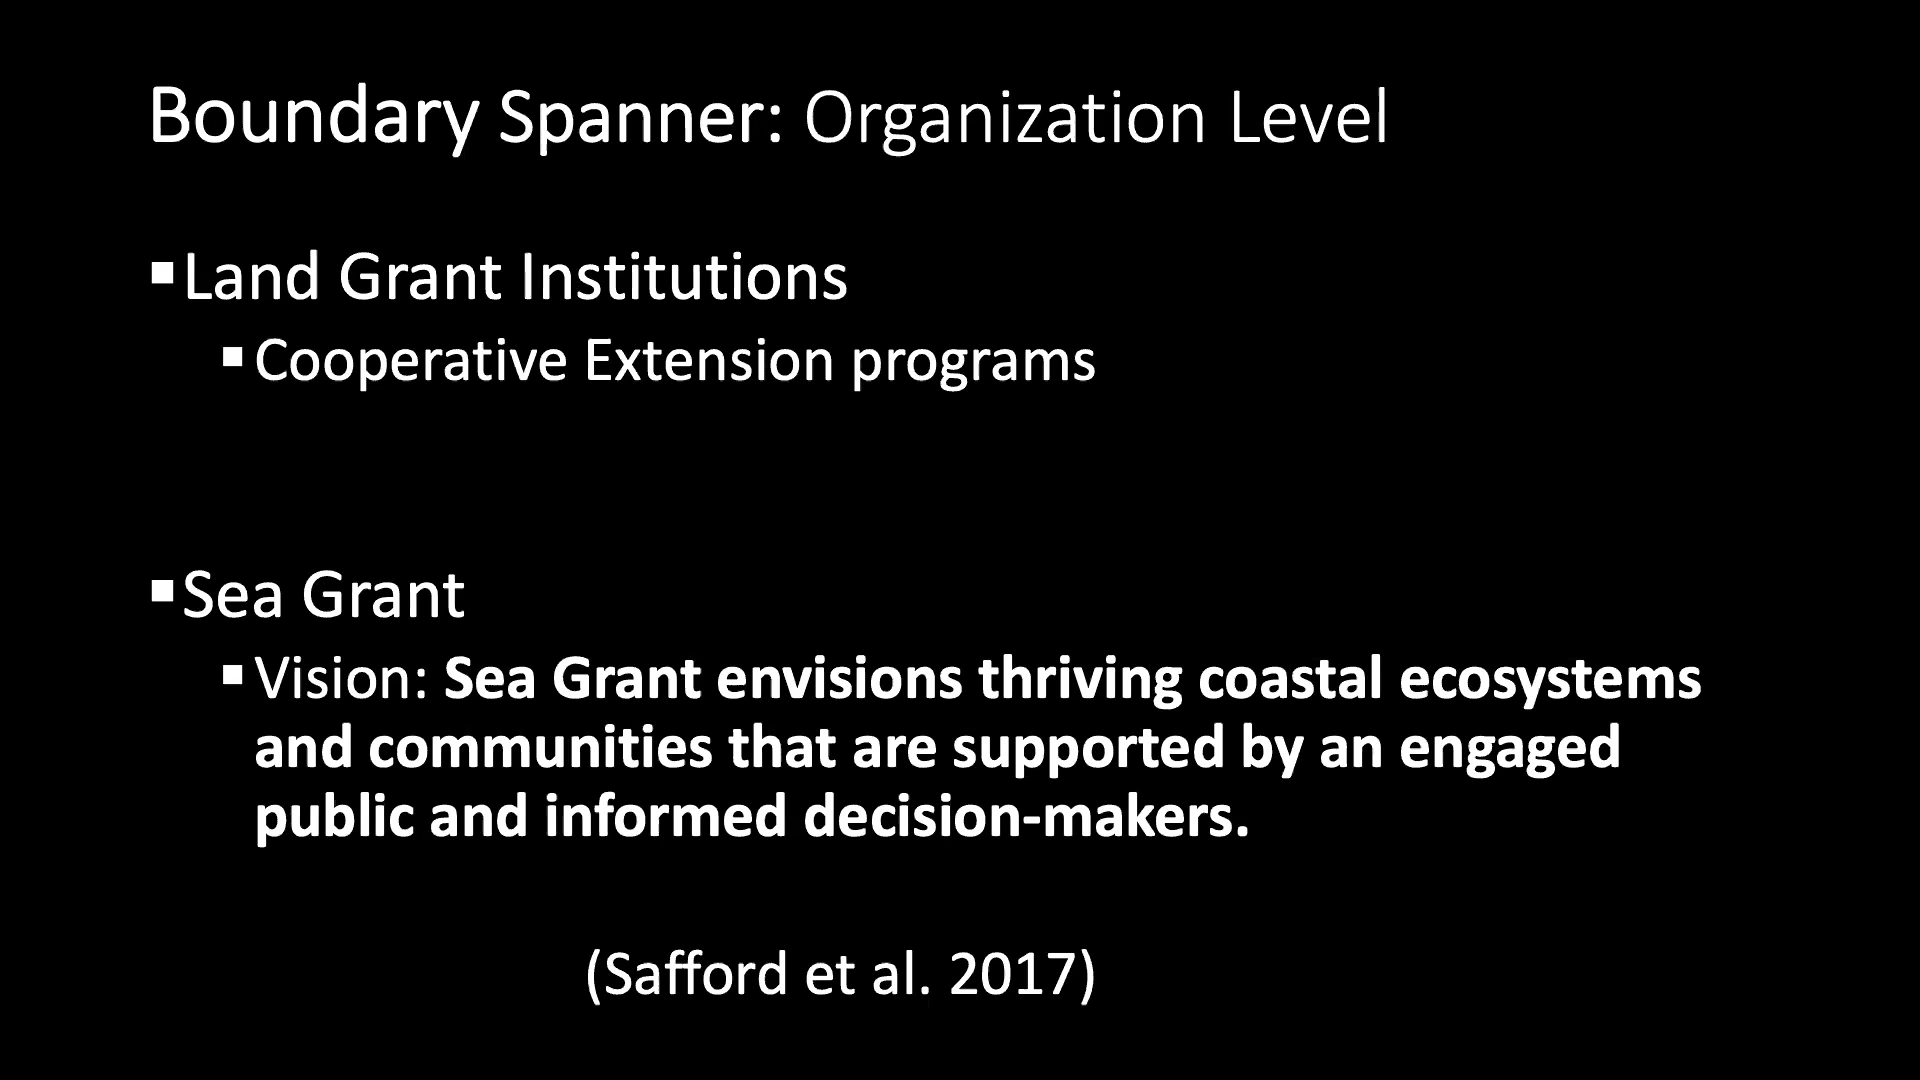 Boundary Spanner: Organization Level
▪Land Grant Institutions
▪Cooperative Extension programs
▪Sea Grant
▪Vision: Sea Grant envisions thriving coastal ecosystems
and communities that are supported by an engaged
public and informed decision-makers.
(Safford et al. 2017)